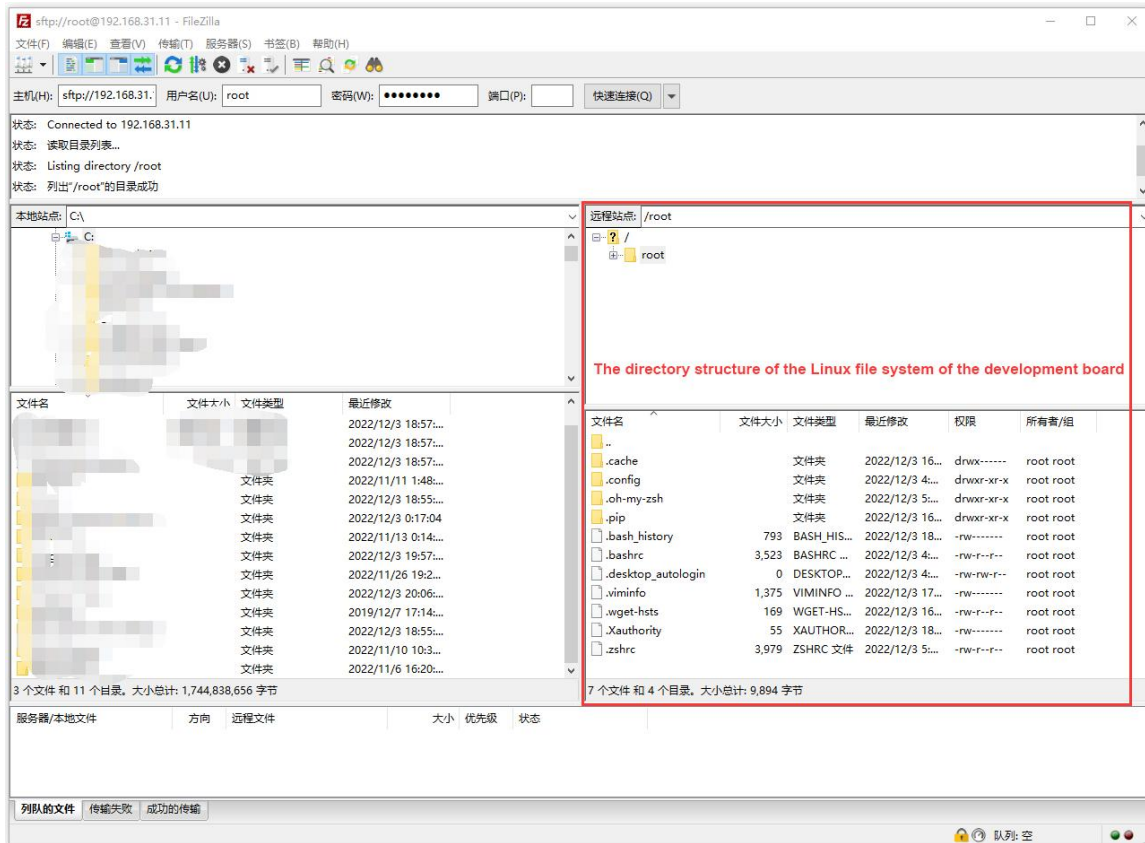 sftp://root@192.168.31.11 - FileZilla
文件(F) 编辑(E) 查看(V) 传输(T) 服务器(S) 书签(B) 帮助(H)
主机(H): sftp://192.168.31.' 用户名(U): root 密码(W): ●●●●●●●● 端口(P): 快速连接(Q)
状态: Connected to 192.168.31.11
状态: 读取目录列表...
状态: Listing directory /root
状态: 列出"/root"的目录成功
本地站点: C:\
C:
远程站点: /root
? /
root
The directory structure of the Linux file system of the development board
文件名 文件大小 文件类型 最近修改
2022/12/3 18:57:...
2022/12/3 18:57:...
2022/12/3 18:57:...
文件夹 2022/11/11 1:48:...
文件夹 2022/12/3 18:55:...
文件夹 2022/12/3 0:17:04
文件夹 2022/11/13 0:14:...
文件夹 2022/12/3 19:57:...
文件夹 2022/11/26 19:2...
文件夹 2022/12/3 20:06:...
文件夹 2019/12/7 17:14:...
文件夹 2022/12/3 18:55:...
文件夹 2022/11/10 10:3...
文件夹 2022/11/6 16:20:...
3 个文件 和 11 个目录。大小总计: 1,744,838,656 字节
文件名 文件大小 文件类型 最近修改 权限 所有者/组
..
.cache 文件夹 2022/12/3 16... drwx------ root root
.config 文件夹 2022/12/3 4:... drwxr-xr-x root root
.oh-my-zsh 文件夹 2022/12/3 5:... drwxr-xr-x root root
.pip 文件夹 2022/12/3 16... drwxr-xr-x root root
.bash_history 793 BASH_HIS... 2022/12/3 18... -rw------- root root
.bashrc 3,523 BASHRC ... 2022/12/3 4:... -rw-r--r-- root root
.desktop_autologin 0 DESKTOP... 2022/12/3 4:... -rw-rw-r-- root root
.viminfo 1,375 VIMINFO ... 2022/12/3 17... -rw------- root root
.wget-hsts 169 WGET-HS... 2022/12/3 16... -rw-r--r-- root root
.Xauthority 55 XAUTHOR... 2022/12/3 18... -rw------- root root
.zshrc 3,979 ZSHRC 文件 2022/12/3 5:... -rw-r--r-- root root
7 个文件 和 4 个目录。大小总计: 9,894 字节
服务器/本地文件 方向 远程文件 大小 优先级 状态
列队的文件 传输失败 成功的传输
队列: 空